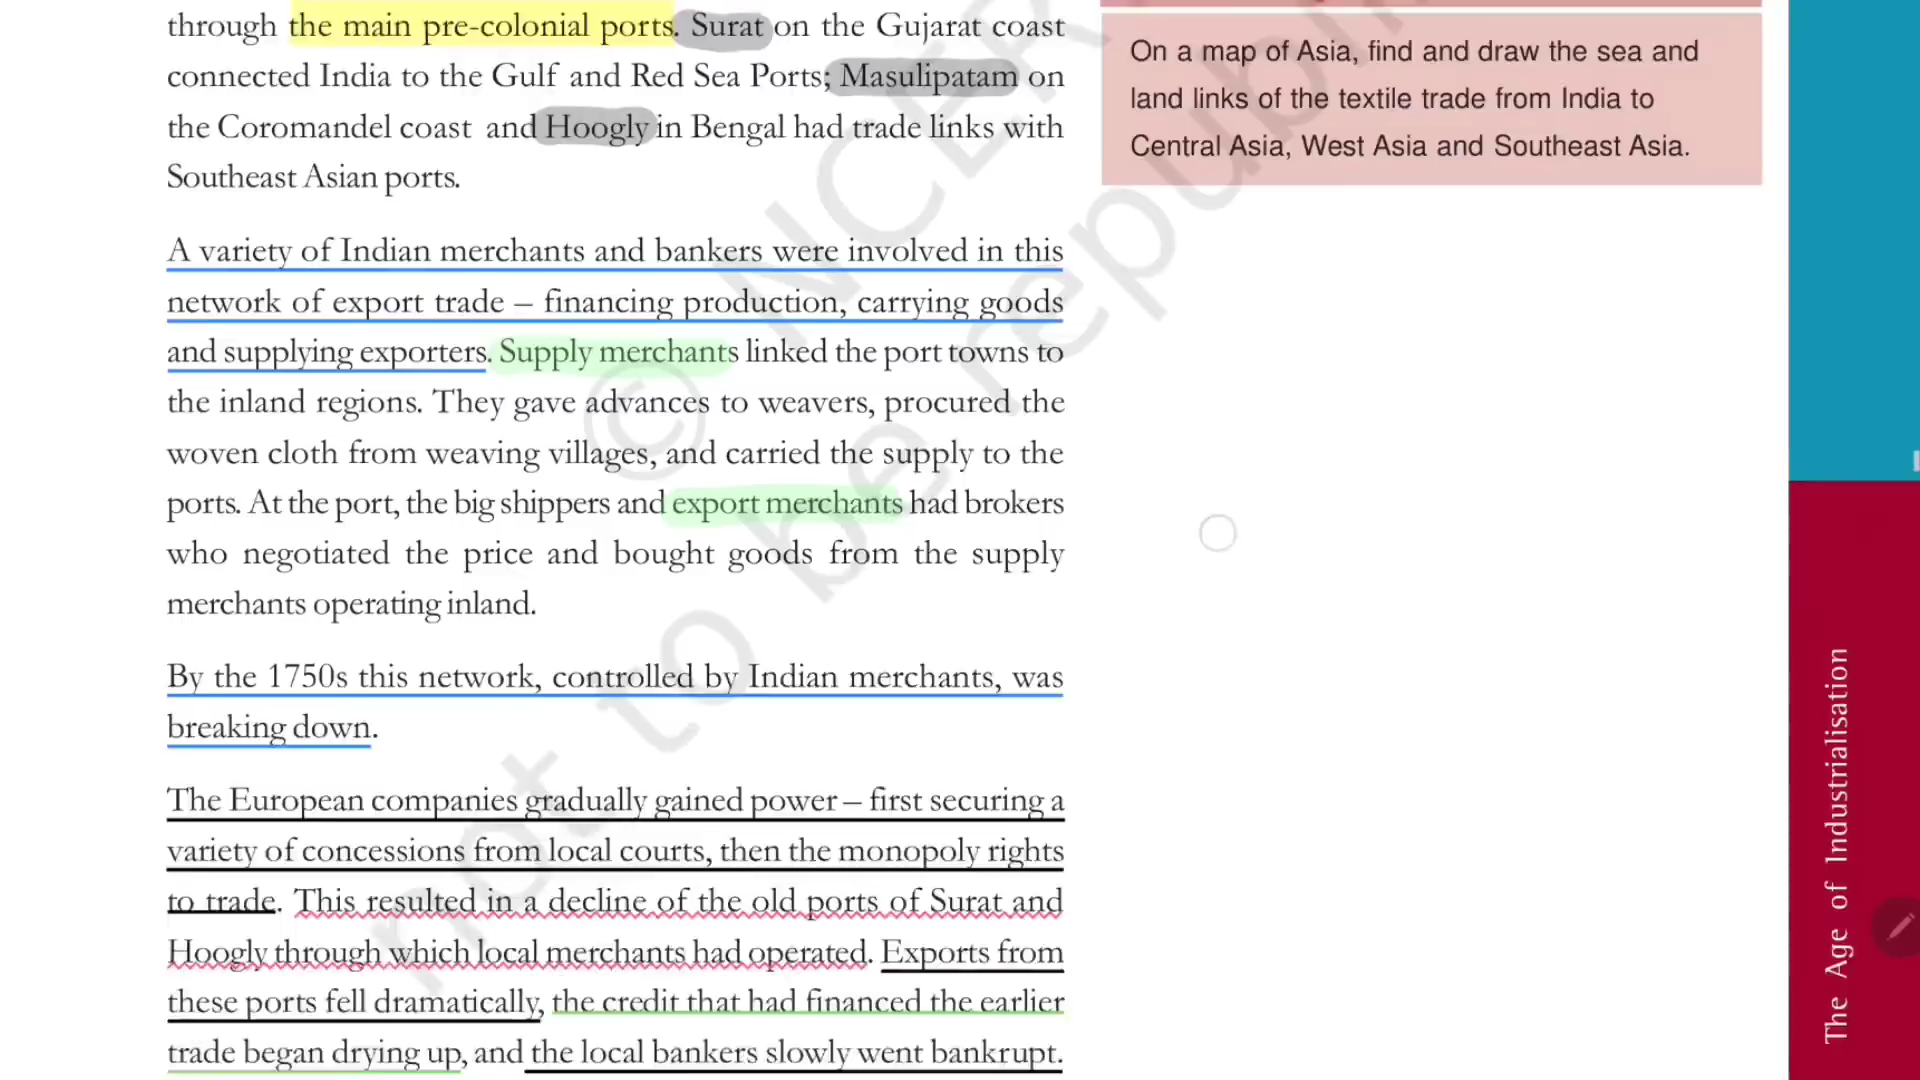 through the main pre-colonial ports. Surat on the Gujarat coast
connected India to the Gulf and Red Sea Ports; Masulipatam on
the Coromandel coast and Hoogly in Bengal had trade links with
Southeast Asian ports.
A variety of Indian merchants and bankers were involved in this
network of export trade – financing production, carrying goods
and supplying exporters. Supply merchants linked the port towns to
the inland regions. They gave advances to weavers, procured the
woven cloth from weaving villages, and carried the supply to the
ports. At the port, the big shippers and export merchants had brokers
who negotiated the price and bought goods from the supply
merchants operating inland.
By the 1750s this network, controlled by Indian merchants, was
breaking down.
The European companies gradually gained power – first securing a
variety of concessions from local courts, then the monopoly rights
to trade. This resulted in a decline of the old ports of Surat and
Hoogly through which local merchants had operated. Exports from
these ports fell dramatically, the credit that had financed the earlier
trade began drying up, and the local bankers slowly went bankrupt.
On a map of Asia, find and draw the sea and
land links of the textile trade from India to
Central Asia, West Asia and Southeast Asia.
The Age of Industrialisation
© NCER
not to be republi